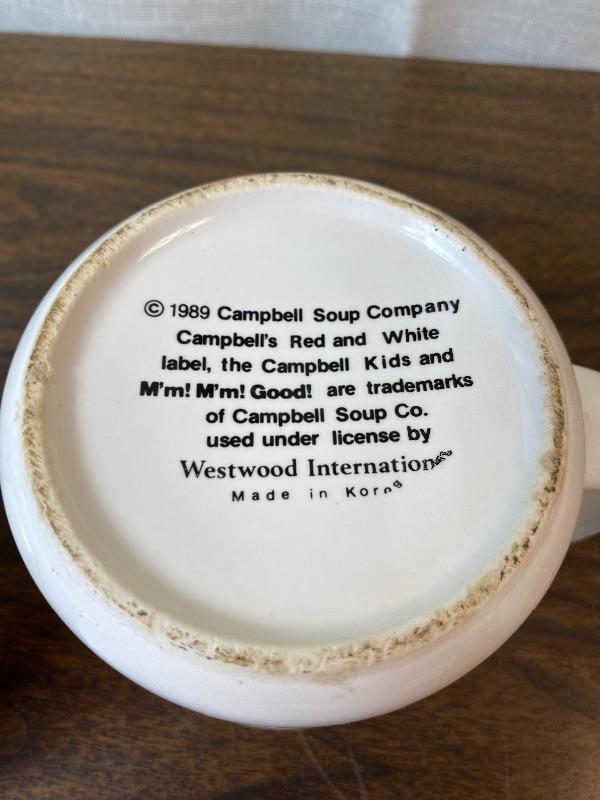 © 1989 Campbell Soup Company
Campbell's Red and White
label, the Campbell Kids and
M'm! M'm! Good! are trademarks
of Campbell Soup Co.
used under license by
Westwood International
Made in Korea